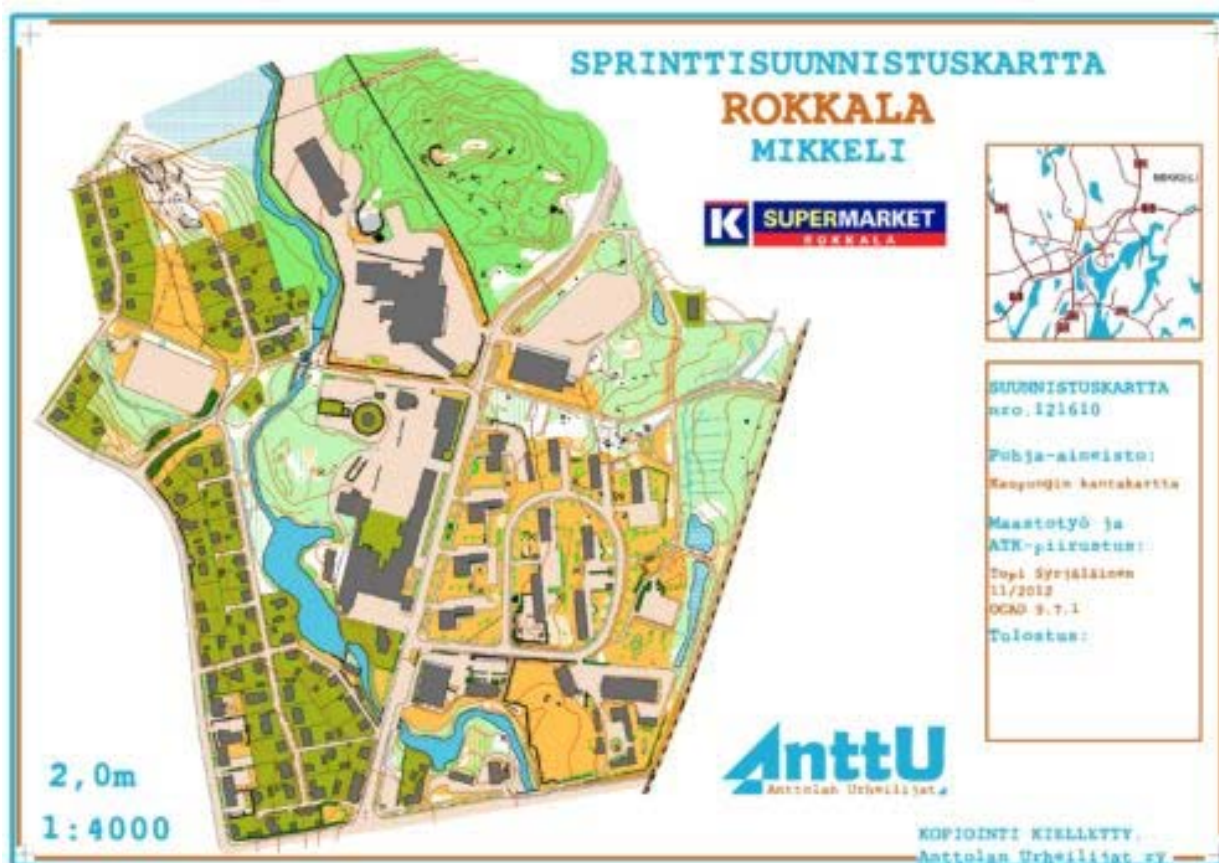 SPRINTTISUUNNISTUSKARTTA
ROKKALA
MIKKELI
K SUPERMARKET
ROKKALA
MIKKELI
SUUNNISTUSKARTTA
nro.121610
Pohja-aineisto:
Kaupungin kantakartta
Maastotyö ja
ATK-piirustus:
Topi Syrjäläinen
11/2012
OCAD 9.7.1
Tulostus:
AnttU
Anttolan Urheilijat
2,0m
1:4000
KOPIOINTI KIELLETTY.
Anttolan Urheilijat ry